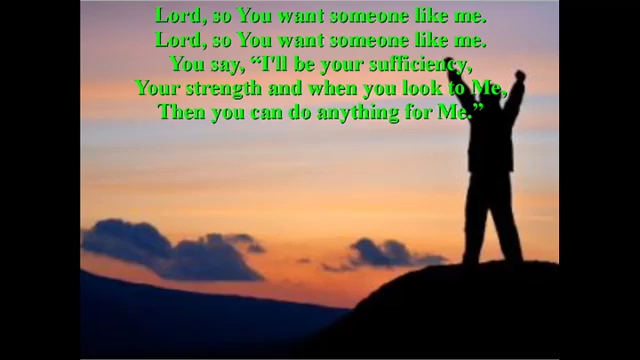 Lord, so You want someone like me.
Lord, so You want someone like me.
You say, “I'll be your sufficiency,
Your strength and when you look to Me,
Then you can do anything for Me.”